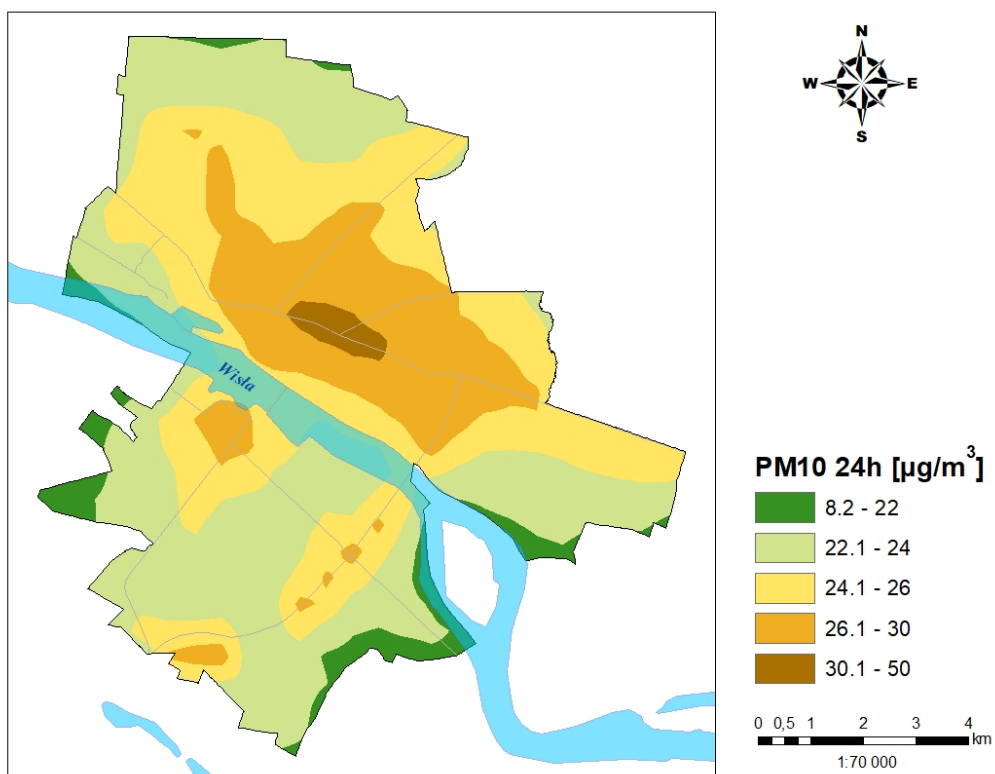 N
W E
S
Wisła
PM10 24h [µg/m³]
8.2 - 22
22.1 - 24
24.1 - 26
26.1 - 30
30.1 - 50
0 0,5 1 2 3 4
km
1:70 000